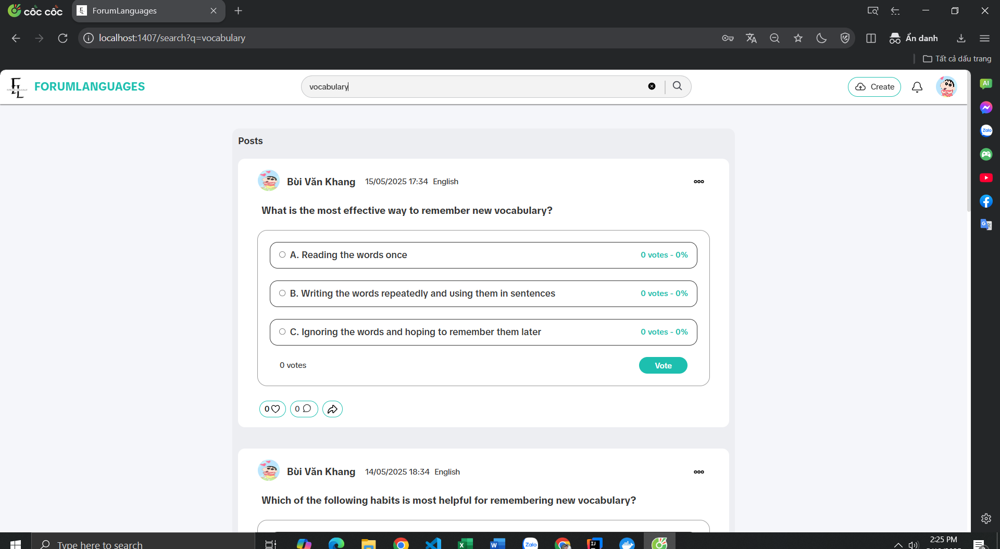 cốc cốc
ForumLanguages
localhost:1407/search?q=vocabulary
Ẩn danh
Tất cả dấu trang
FORUMLANGUAGES
vocabulary
Create
AI
Zalo
Posts
Bùi Văn Khang 15/05/2025 17:34 English
What is the most effective way to remember new vocabulary?
A. Reading the words once 0 votes - 0%
B. Writing the words repeatedly and using them in sentences 0 votes - 0%
C. Ignoring the words and hoping to remember them later 0 votes - 0%
0 votes Vote
0 0
Bùi Văn Khang 14/05/2025 18:34 English
Which of the following habits is most helpful for remembering new vocabulary?
Type here to search
Zalo
2:25 PM